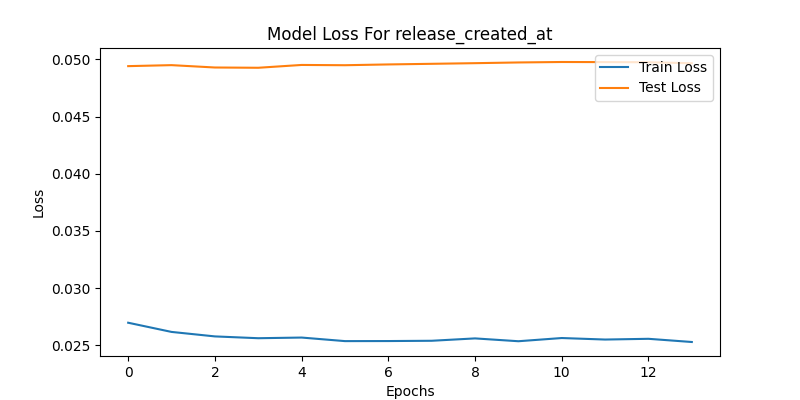 Model Loss For release_created_at
0.050
0.045
0.040
0.035
0.030
0.025
Loss
Train Loss
Test Loss
0 2 4 6 8 10 12
Epochs